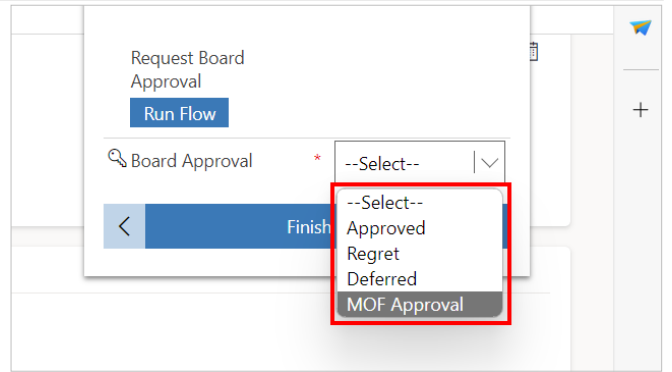 Request Board
Approval
Run Flow
Board Approval * --Select--
Finish
--Select--
Approved
Regret
Deferred
MOF Approval